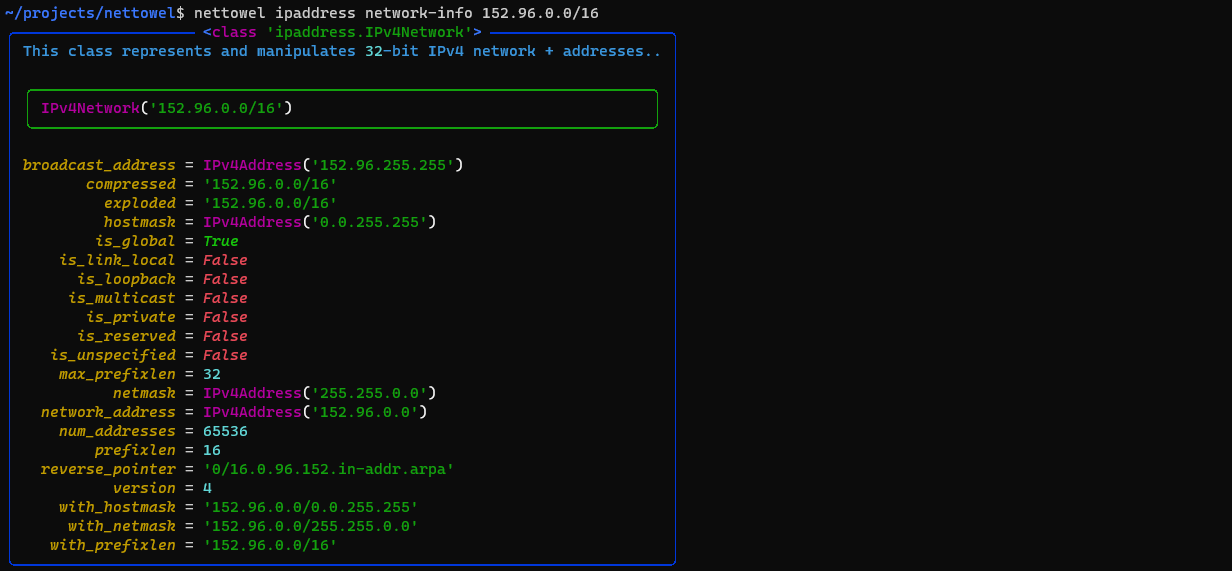 ~/projects/nettowel$ nettowel ipaddress network-info 152.96.0.0/16
<class 'ipaddress.IPv4Network'>
This class represents and manipulates 32-bit IPv4 network + addresses..
IPv4Network('152.96.0.0/16')
broadcast_address = IPv4Address('152.96.255.255')
compressed = '152.96.0.0/16'
exploded = '152.96.0.0/16'
hostmask = IPv4Address('0.0.255.255')
is_global = True
is_link_local = False
is_loopback = False
is_multicast = False
is_private = False
is_reserved = False
is_unspecified = False
max_prefixlen = 32
netmask = IPv4Address('255.255.0.0')
network_address = IPv4Address('152.96.0.0')
num_addresses = 65536
prefixlen = 16
reverse_pointer = '0/16.0.96.152.in-addr.arpa'
version = 4
with_hostmask = '152.96.0.0/0.0.255.255'
with_netmask = '152.96.0.0/255.255.0.0'
with_prefixlen = '152.96.0.0/16'